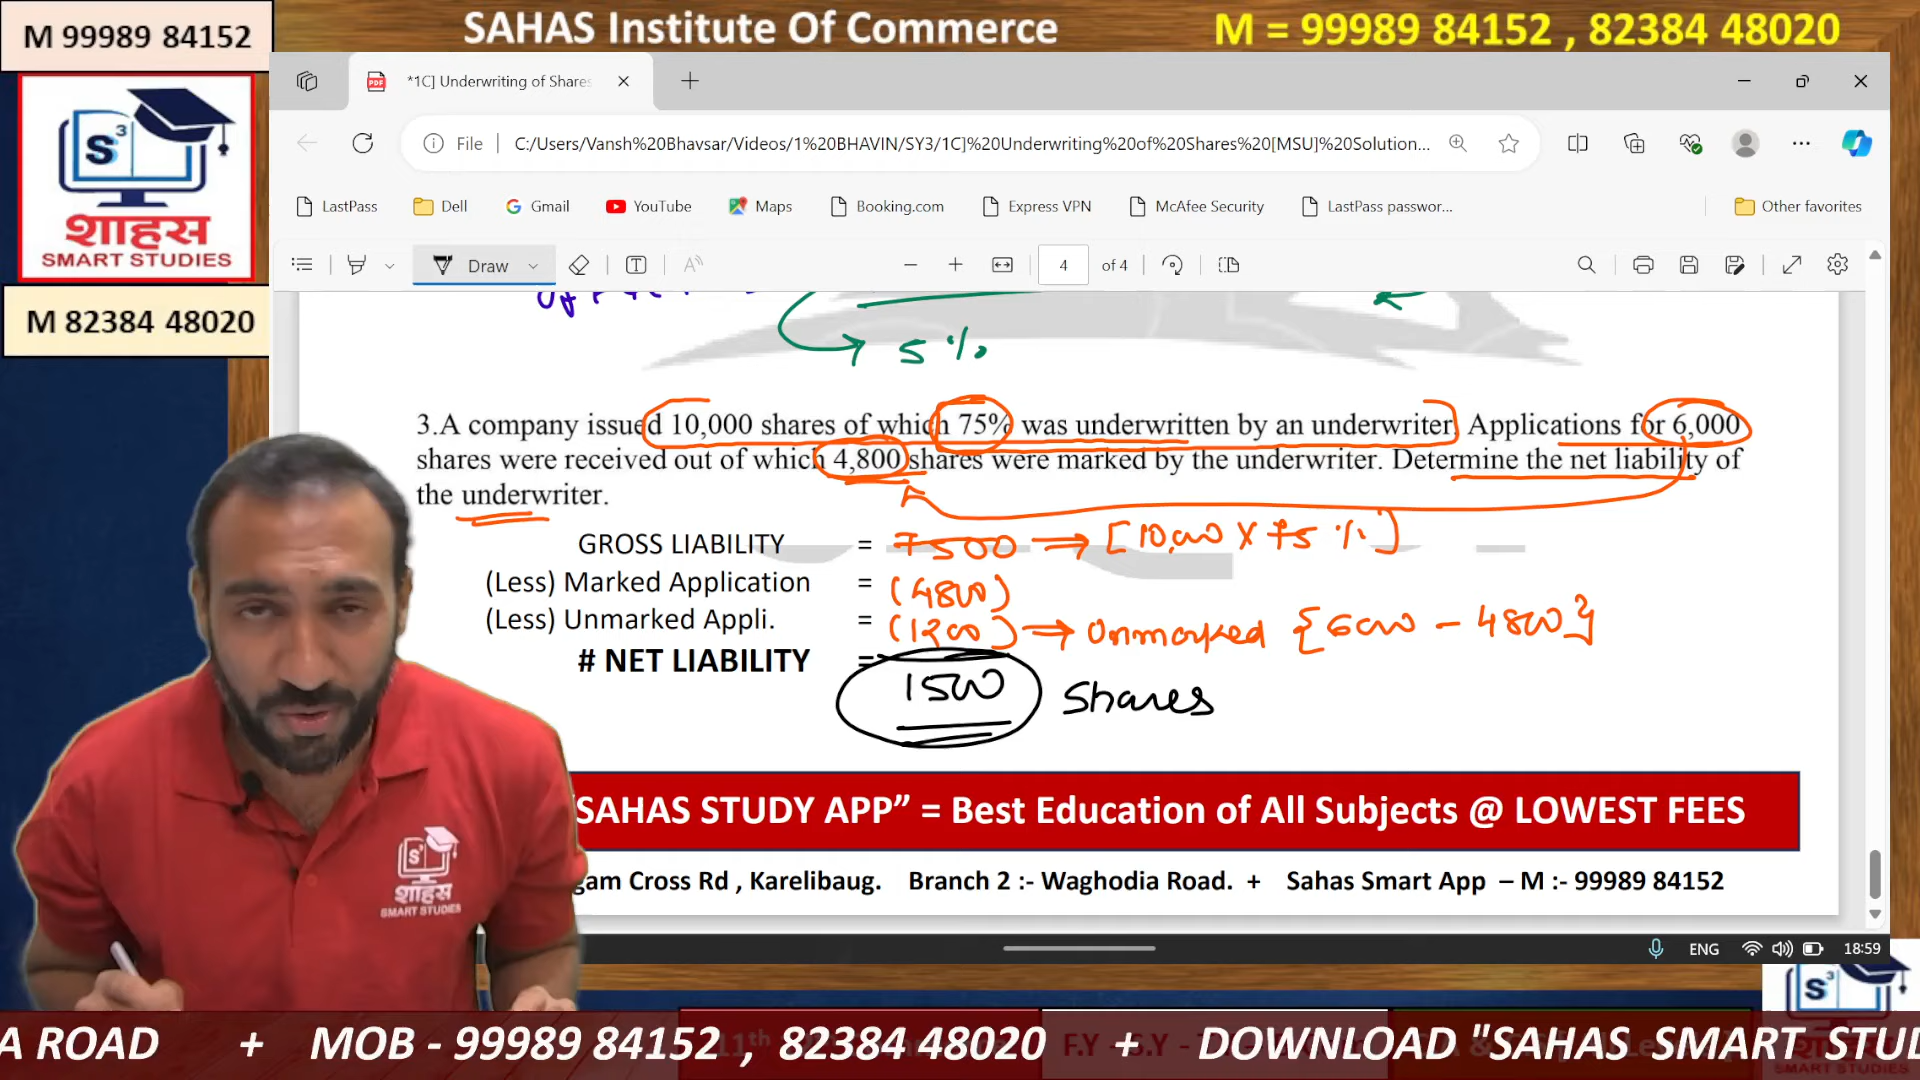 M 99989 84152
SAHAS Institute Of Commerce
M = 99989 84152 , 82384 48020
S³
शाहस
SMART STUDIES
M 82384 48020
*1C] Underwriting of Shares
File
C:/Users/Vansh%20Bhavsar/Videos/1%20BHAVIN/SY3/1C]%20Underwriting%20of%20Shares%20[MSU]%20Solution...
LastPass
Dell
Gmail
YouTube
Maps
Booking.com
Express VPN
McAfee Security
LastPass passwor...
Other favorites
Draw
4 of 4
5 %
3.A company issued 10,000 shares of which 75% was underwritten by an underwriter. Applications for 6,000
shares were received out of which 4,800 shares were marked by the underwriter. Determine the net liability of
the underwriter.
GROSS LIABILITY = 7500 → [10,000 X 75 %]
(Less) Marked Application = (4800)
(Less) Unmarked Appli. = (1200) → Unmarked {6000 - 4800}
# NET LIABILITY =
1500 Shares
"SAHAS STUDY APP” = Best Education of All Subjects @ LOWEST FEES
gam Cross Rd , Karelibaug. Branch 2 :- Waghodia Road. + Sahas Smart App – M :- 99989 84152
S³
शाहस
SMART STUDIES
ENG
18:59
S³
A ROAD + MOB - 99989 84152 , 82384 48020 + DOWNLOAD "SAHAS SMART STUD